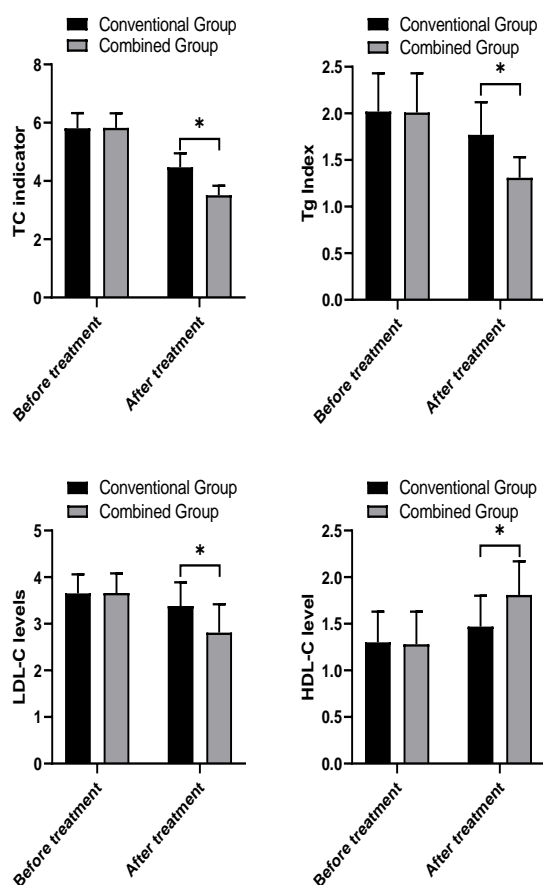 Conventional Group
Combined Group
TC indicator
8
6
4
2
0
*
Before treatment
After treatment
Conventional Group
Combined Group
Tg Index
2.5
2.0
1.5
1.0
0.5
0.0
*
Before treatment
After treatment
Conventional Group
Combined Group
LDL-C levels
5
4
3
2
1
0
*
Before treatment
After treatment
Conventional Group
Combined Group
HDL-C level
2.5
2.0
1.5
1.0
0.5
0.0
*
Before treatment
After treatment